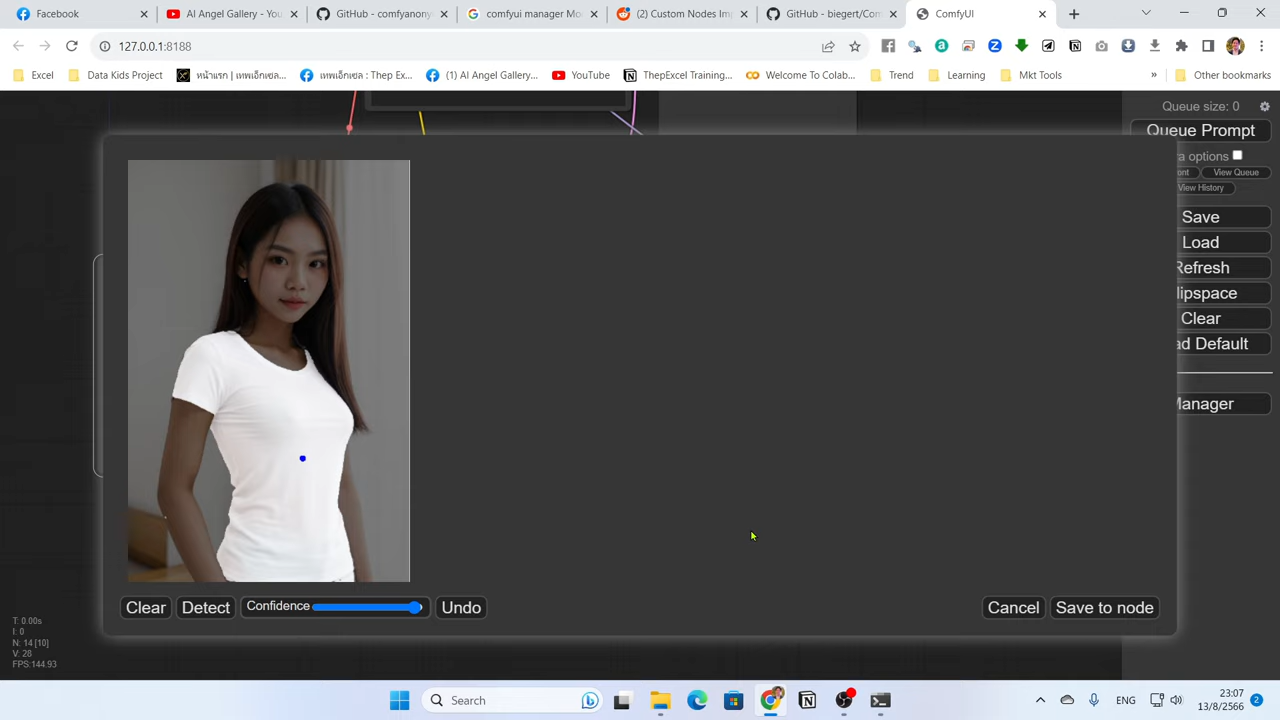 Facebook
AI Angel Gallery - You
GitHub - comfyanony
comfyui manager Mo
(2) Custom Nodes Im
GitHub - biegert/Com
ComfyUI
127.0.0.1:8188
Excel
Data Kids Project
หน้าแรก | เทพเอ็กเซล...
เทพเอ็กเซล : Thep Ex...
(1) AI Angel Gallery...
YouTube
ThepExcel Training...
Welcome To Colab...
Trend
Learning
Mkt Tools
»
Other bookmarks
Queue size: 0
Queue Prompt
a options
ont
View Queue
View History
Save
Load
Refresh
lipspace
Clear
ad Default
Manager
Clear
Detect
Confidence
Undo
Cancel
Save to node
T: 0.00s
I: 0
N: 14 [10]
V: 28
FPS:144.93
Search
ENG
23:07
13/8/2566
2